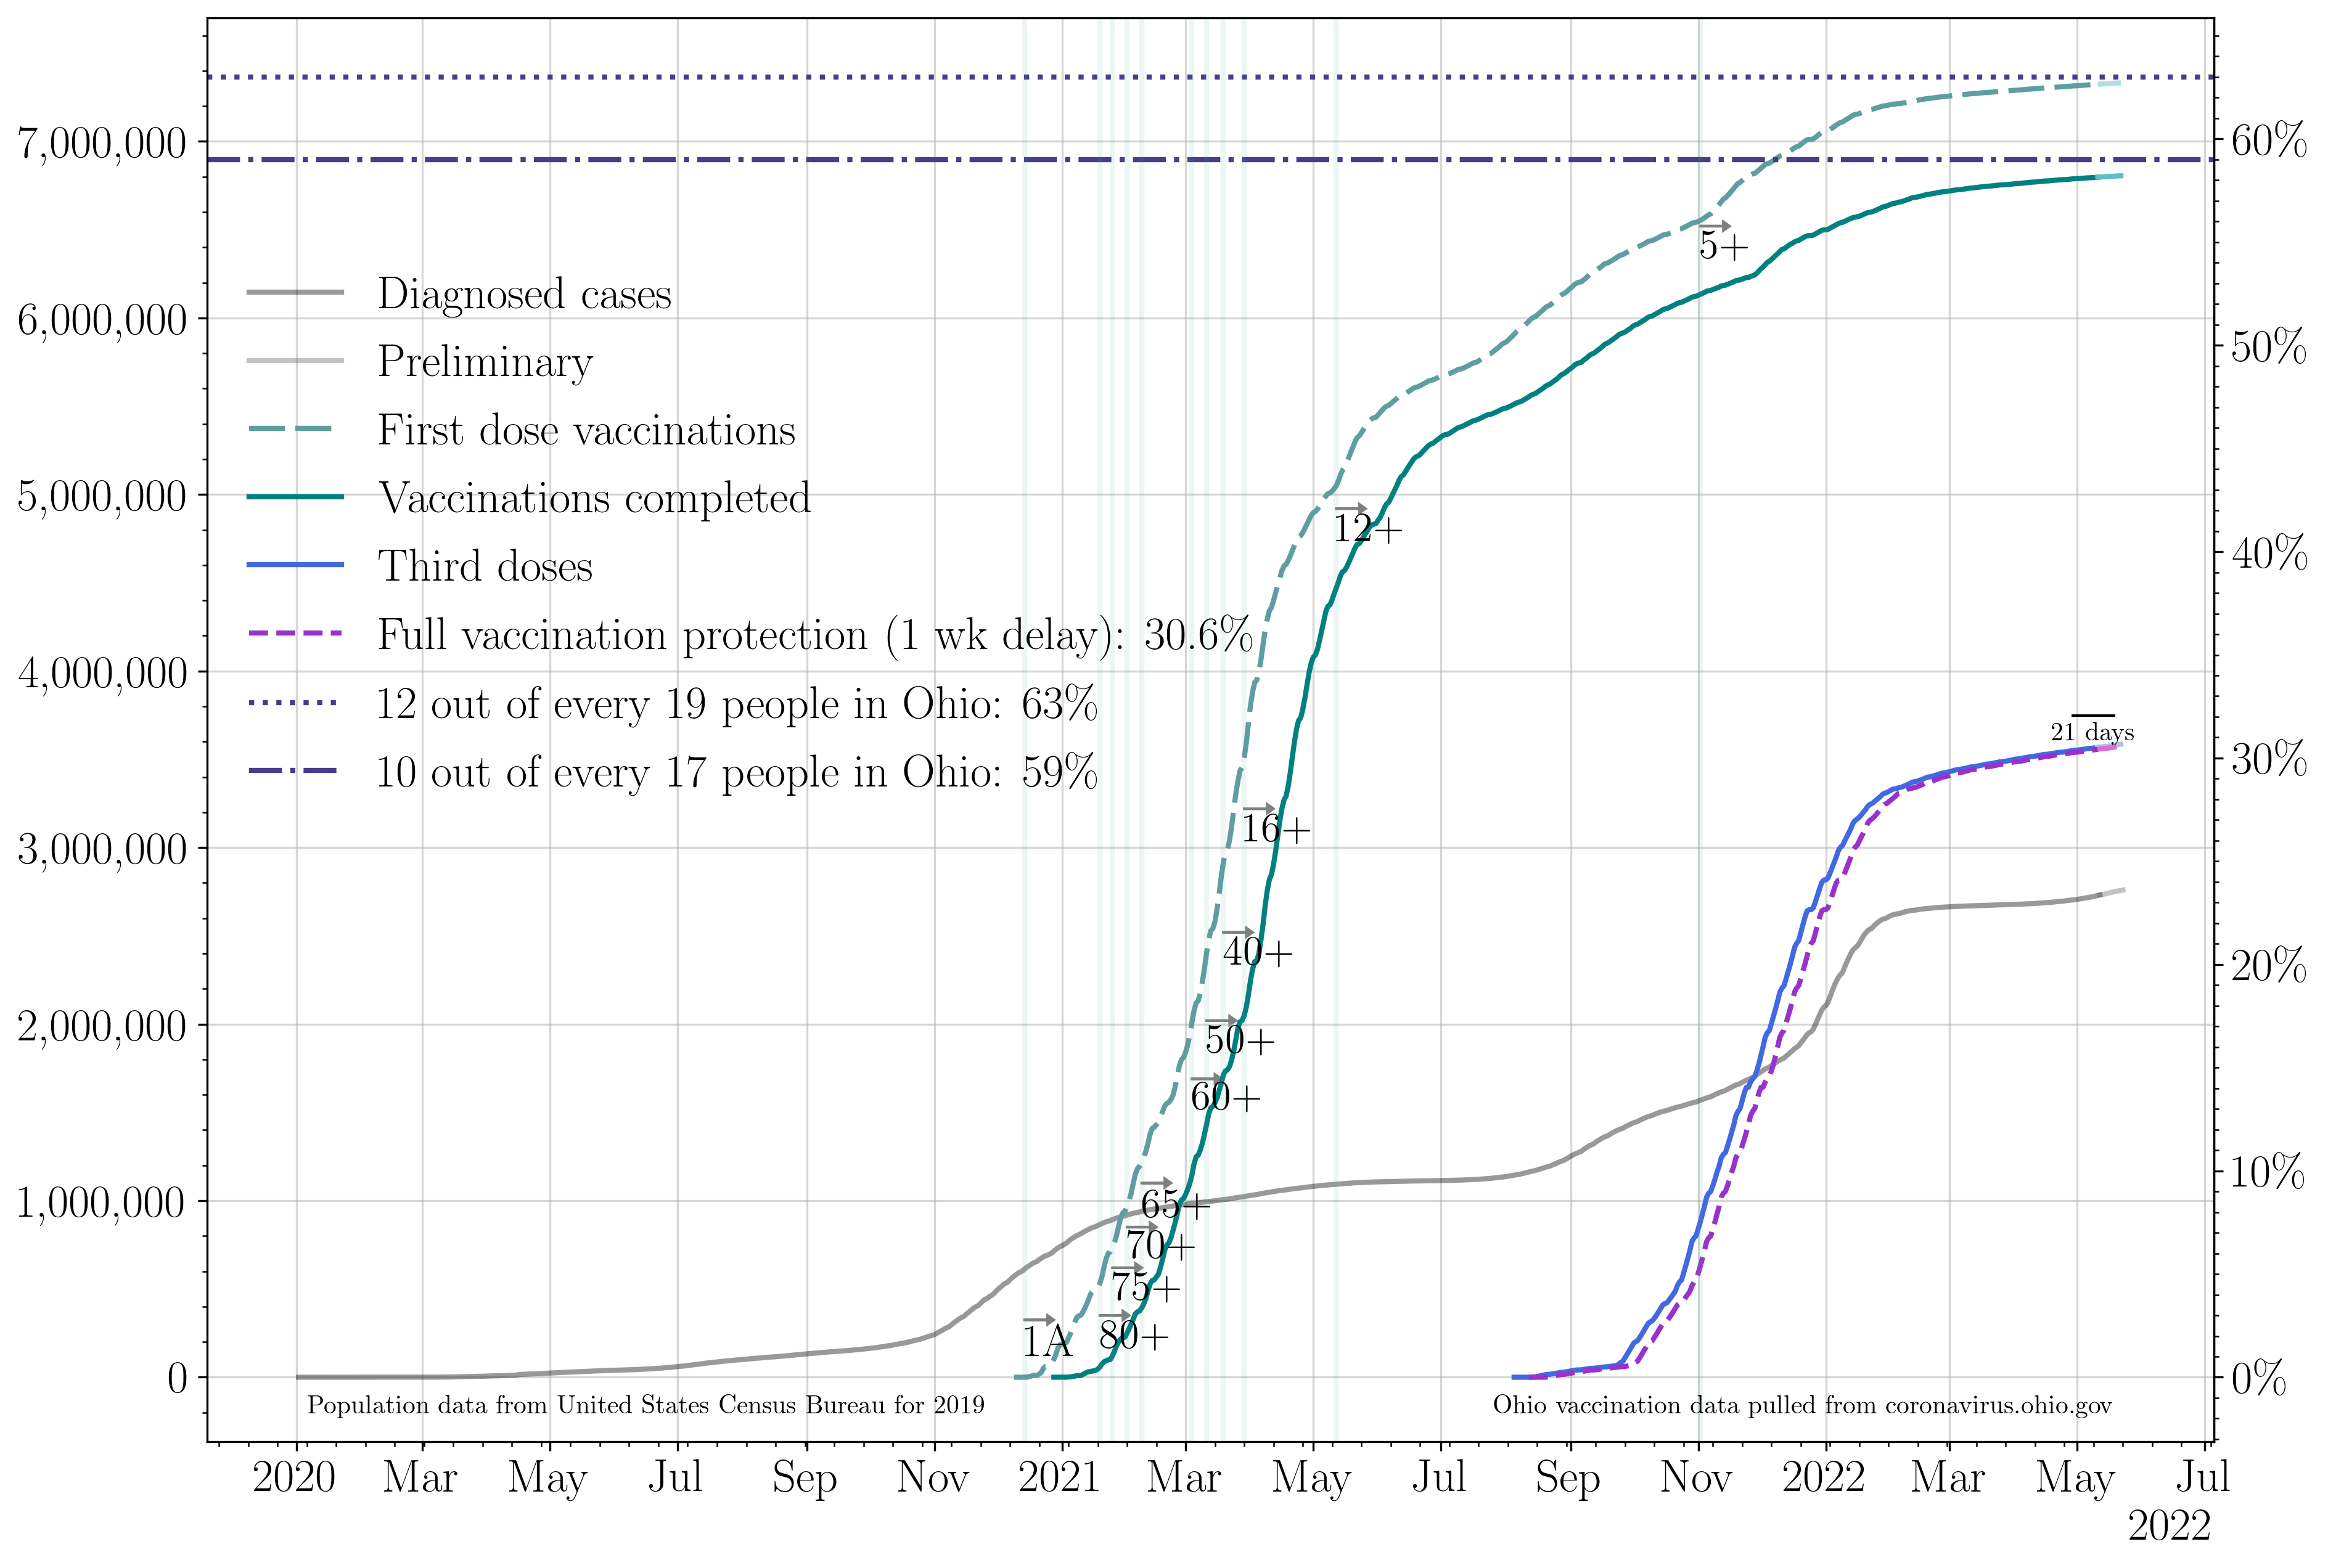 7,000,000
6,000,000
5,000,000
4,000,000
3,000,000
2,000,000
1,000,000
0
60%
50%
40%
30%
20%
10%
0%
Diagnosed cases
Preliminary
First dose vaccinations
Vaccinations completed
Third doses
Full vaccination protection (1 wk delay): 30.6%
12 out of every 19 people in Ohio: 63%
10 out of every 17 people in Ohio: 59%
5+
12+
16+
40+
50+
60+
65+
70+
75+
80+
1A
21 days
Population data from United States Census Bureau for 2019
Ohio vaccination data pulled from coronavirus.ohio.gov
2020 Mar May Jul Sep Nov 2021 Mar May Jul Sep Nov 2022 Mar May Jul
2022